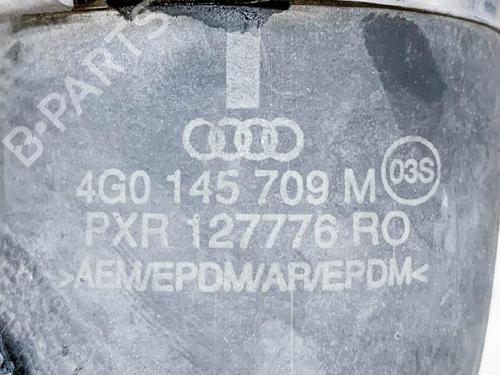 B-PARTS
4G0 145 709 M 03S
PXR 127776 RO
>AEM/EPDM/AR/EPDM<